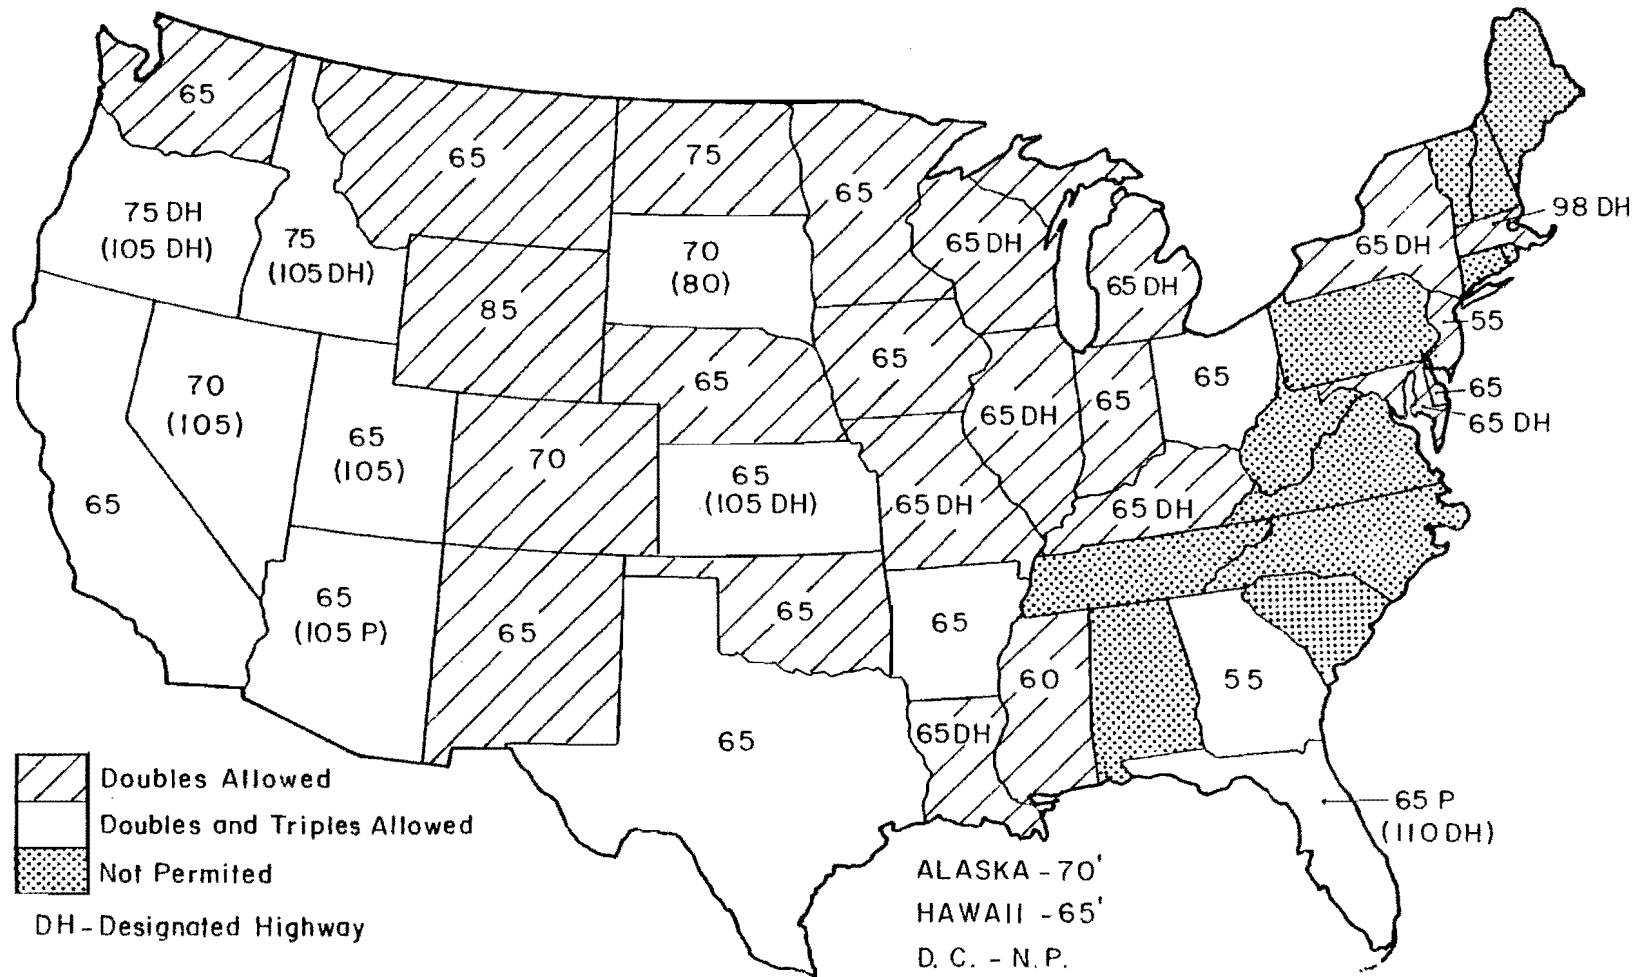 65
65
75
65
98 DH
75 DH
(105 DH)
75
(105 DH)
70
(80)
65 DH
65 DH
65 DH
85
55
65
65
65
65 DH
70
(105)
65
(105)
70
65
(105 DH)
65 DH
65 DH
65
65 DH
65
65 DH
65
(105 P)
65
65
65
60
55
65
65 DH
65 P
(110 DH)
Doubles Allowed
Doubles and Triples Allowed
Not Permited
DH - Designated Highway
ALASKA - 70'
HAWAII - 65'
D. C. - N. P.